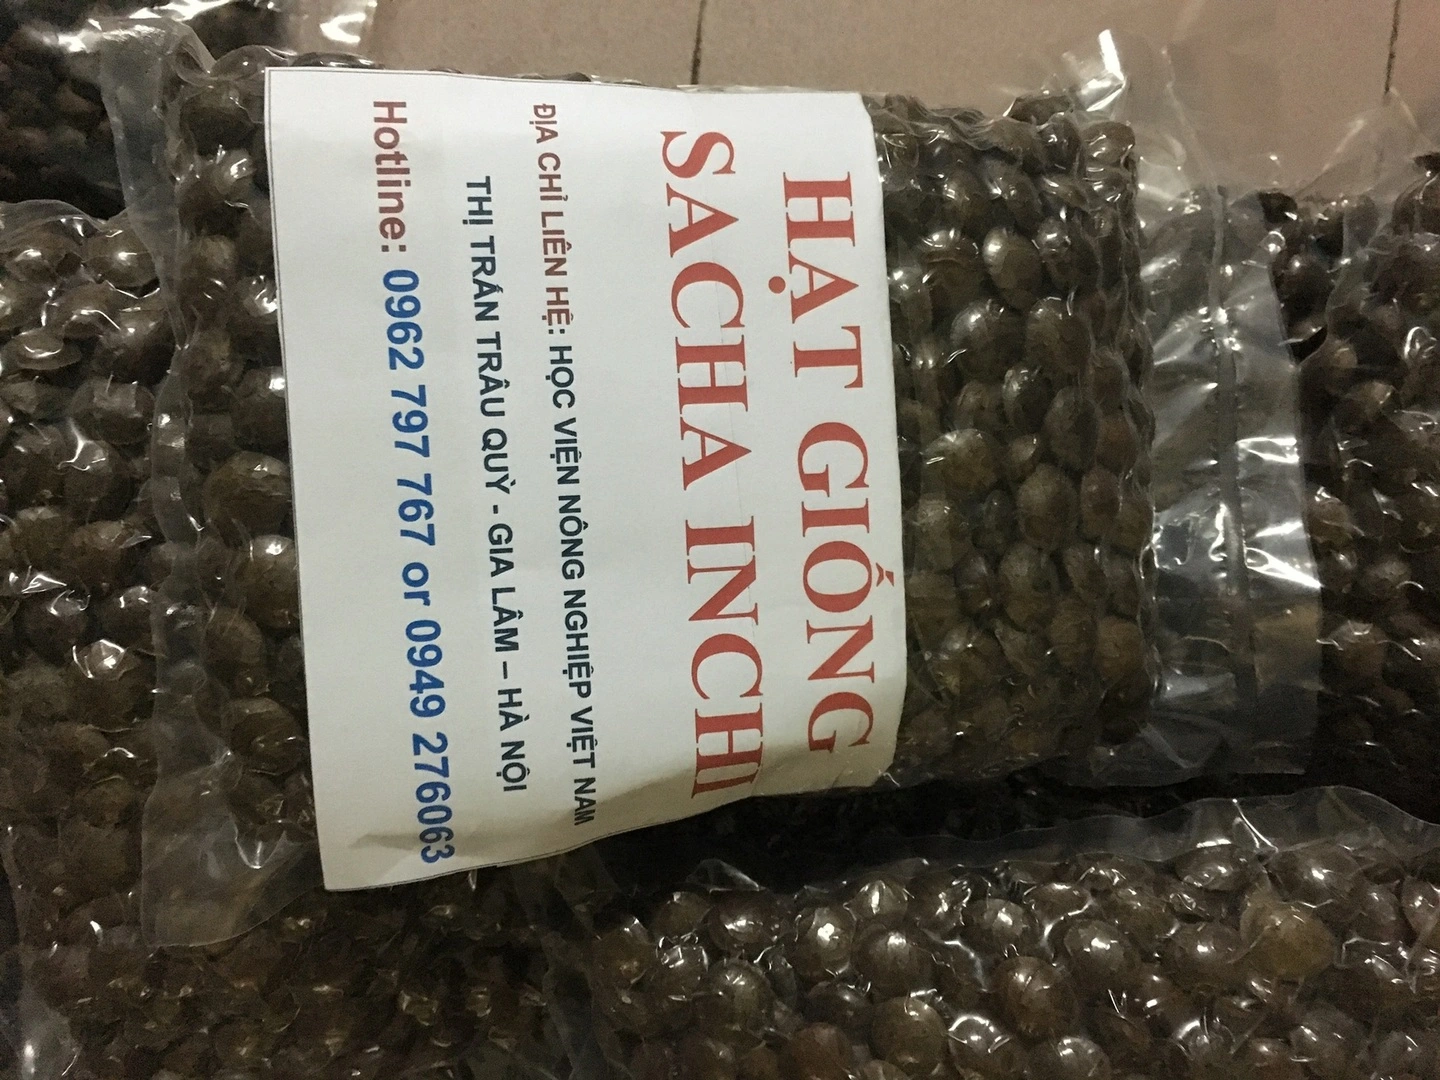 HẠT GIỐNG
SACHA INCHI
ĐỊA CHỈ LIÊN HỆ: HỌC VIỆN NÔNG NGHIỆP VIỆT NAM
THỊ TRẤN TRÂU QUỲ - GIA LÂM – HÀ NỘI
Hotline: 0962 797 767 or 0949 276063